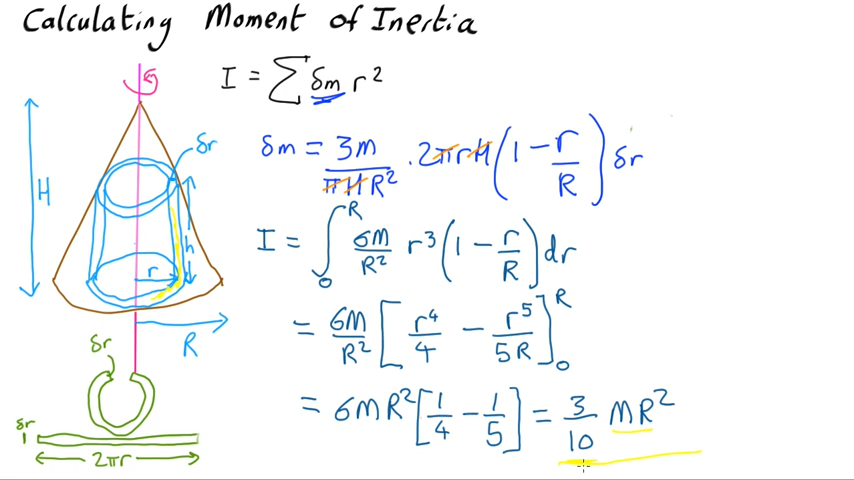 Calculating Moment of Inertia
I = ∑ δm r²
δr
δm = 3m/(πHR²) · 2πrH(1 − r/R) δr
H
h
r
I = ∫₀ᴿ 6M/R² r³(1 − r/R) dr
R
= 6M/R² [r⁴/4 − r⁵/5R]₀ᴿ
δr
= 6MR² [1/4 − 1/5] = 3/10 MR²
δr
2πr